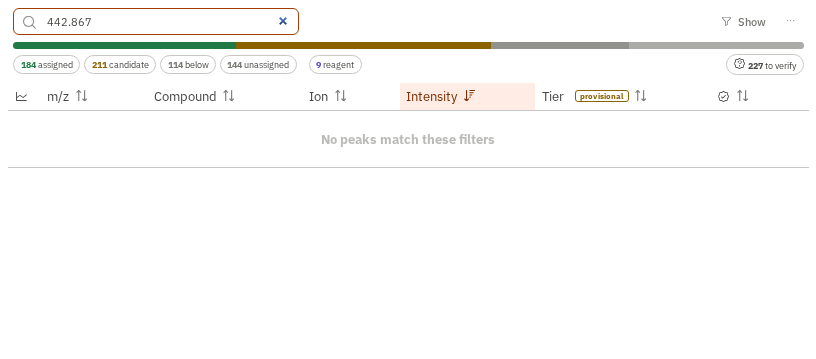 442.867
Show
184 assigned
211 candidate
114 below
144 unassigned
9 reagent
227 to verify
m/z
Compound
Ion
Intensity
Tier
provisional
No peaks match these filters